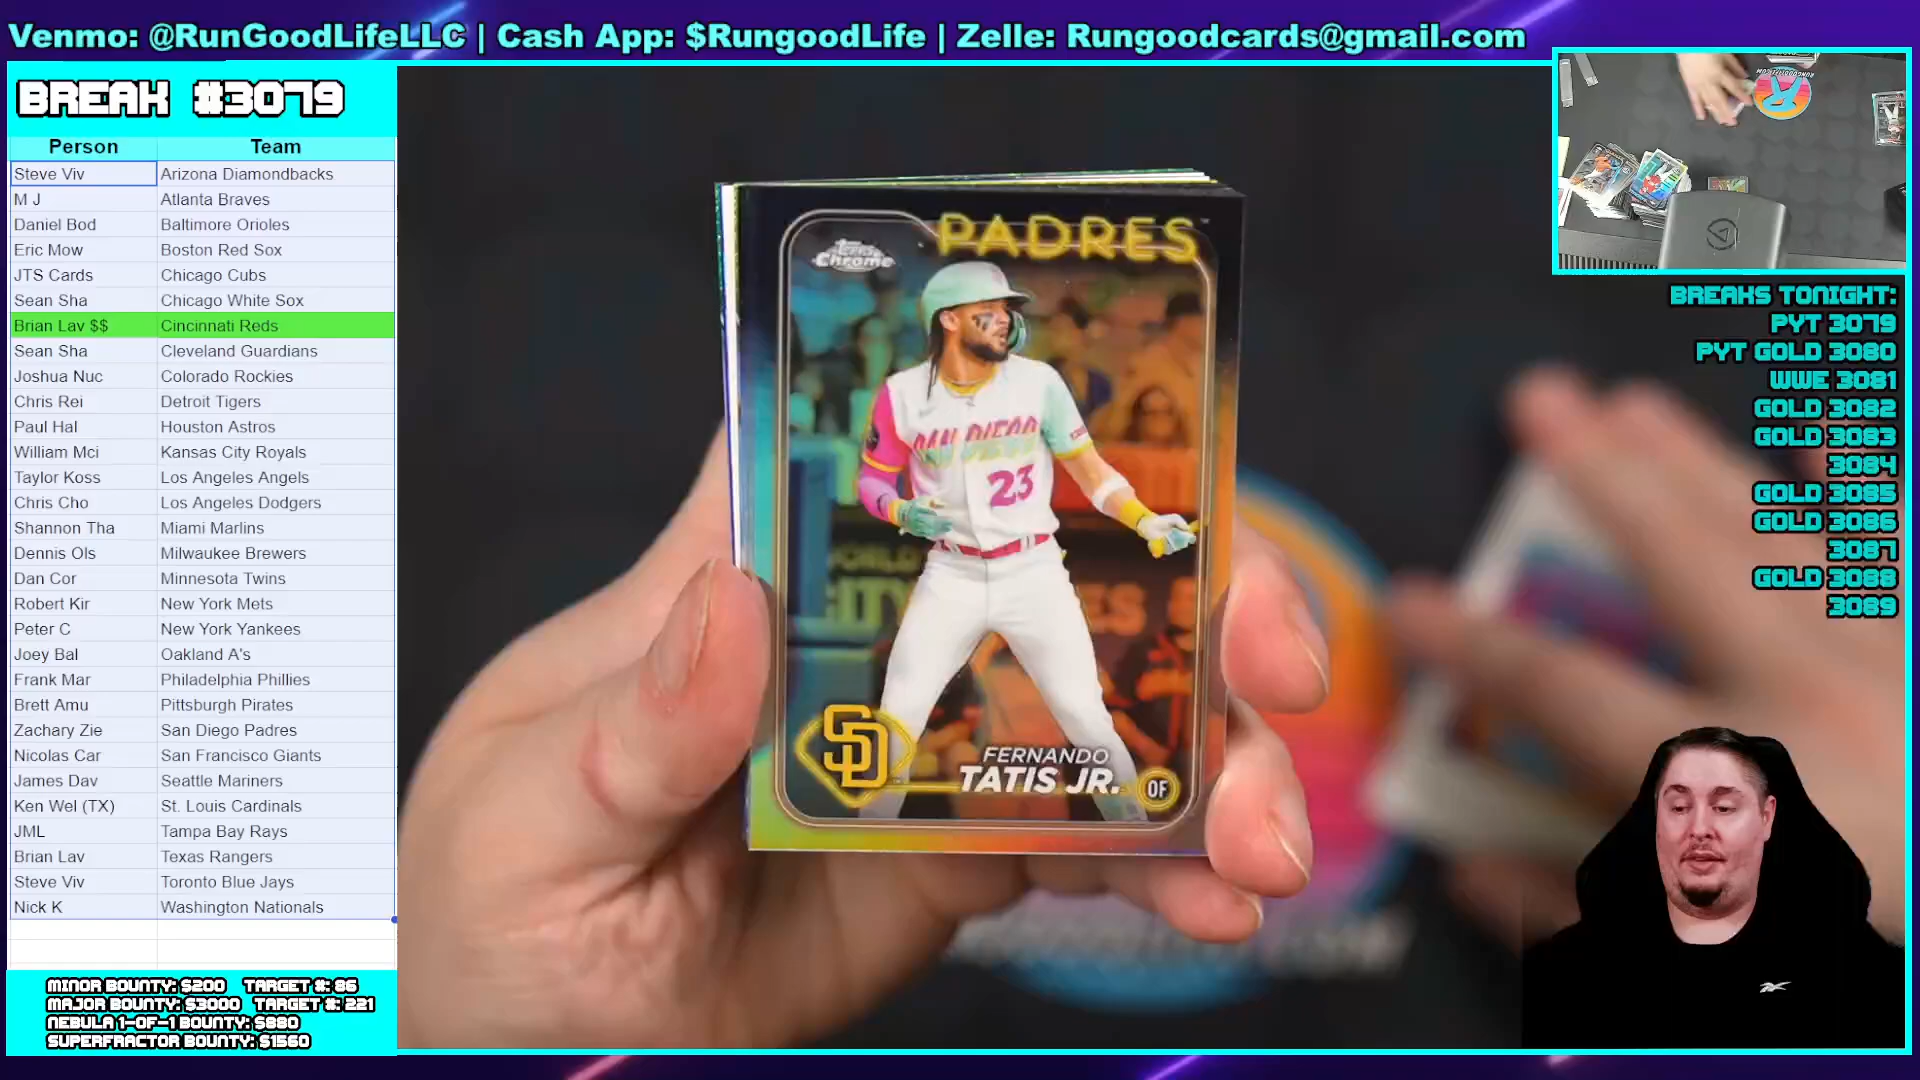 Venmo: @RunGoodLifeLLC | Cash App: $RungoodLife | Zelle: Rungoodcards@gmail.com
BREAK #3079
Person Team
Steve Viv Arizona Diamondbacks
M J Atlanta Braves
Daniel Bod Baltimore Orioles
Eric Mow Boston Red Sox
JTS Cards Chicago Cubs
Sean Sha Chicago White Sox
Brian Lav $$ Cincinnati Reds
Sean Sha Cleveland Guardians
Joshua Nuc Colorado Rockies
Chris Rei Detroit Tigers
Paul Hal Houston Astros
William Mci Kansas City Royals
Taylor Koss Los Angeles Angels
Chris Cho Los Angeles Dodgers
Shannon Tha Miami Marlins
Dennis Ols Milwaukee Brewers
Dan Cor Minnesota Twins
Robert Kir New York Mets
Peter C New York Yankees
Joey Bal Oakland A's
Frank Mar Philadelphia Phillies
Brett Amu Pittsburgh Pirates
Zachary Zie San Diego Padres
Nicolas Car San Francisco Giants
James Dav Seattle Mariners
Ken Wel (TX) St. Louis Cardinals
JML Tampa Bay Rays
Brian Lav Texas Rangers
Steve Viv Toronto Blue Jays
Nick K Washington Nationals
MINOR BOUNTY: $200 TARGET #: 86
MAJOR BOUNTY: $3000 TARGET #: 221
NEBULA 1-OF-1 BOUNTY: $880
SUPERFRACTOR BOUNTY: $1560
PADRES
Topps
Chrome
SAN DIEGO
23
SD
FERNANDO
TATIS JR.
OF
BREAKS TONIGHT:
PYT 3079
PYT GOLD 3080
WWE 3081
GOLD 3082
GOLD 3083
3084
GOLD 3085
GOLD 3086
3087
GOLD 3088
3089